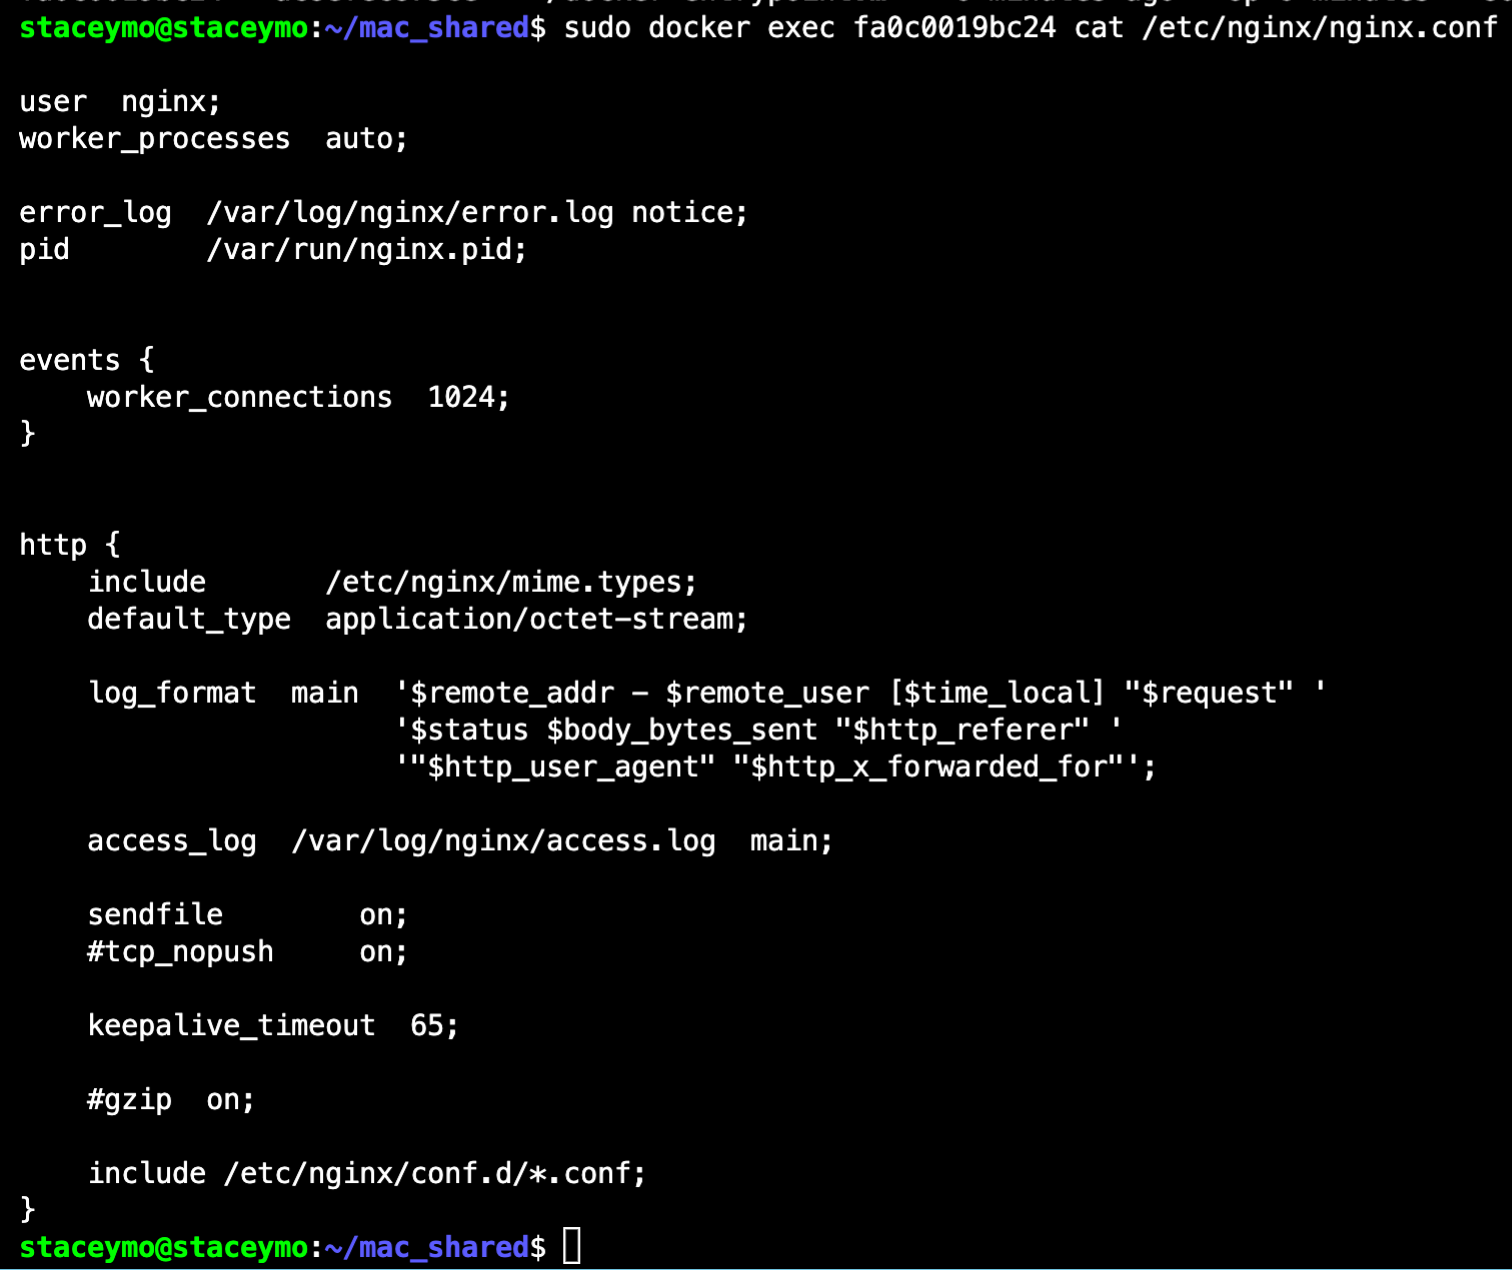 staceymo@staceymo:~/mac_shared$ sudo docker exec fa0c0019bc24 cat /etc/nginx/nginx.conf
user  nginx;
worker_processes  auto;
error_log  /var/log/nginx/error.log notice;
pid        /var/run/nginx.pid;
events {
    worker_connections  1024;
}
http {
    include       /etc/nginx/mime.types;
    default_type  application/octet-stream;
    log_format  main  '$remote_addr - $remote_user [$time_local] "$request" '
                      '$status $body_bytes_sent "$http_referer" '
                      '"$http_user_agent" "$http_x_forwarded_for"';
    access_log  /var/log/nginx/access.log  main;
    sendfile        on;
    #tcp_nopush     on;
    keepalive_timeout  65;
    #gzip  on;
    include /etc/nginx/conf.d/*.conf;
}
staceymo@staceymo:~/mac_shared$